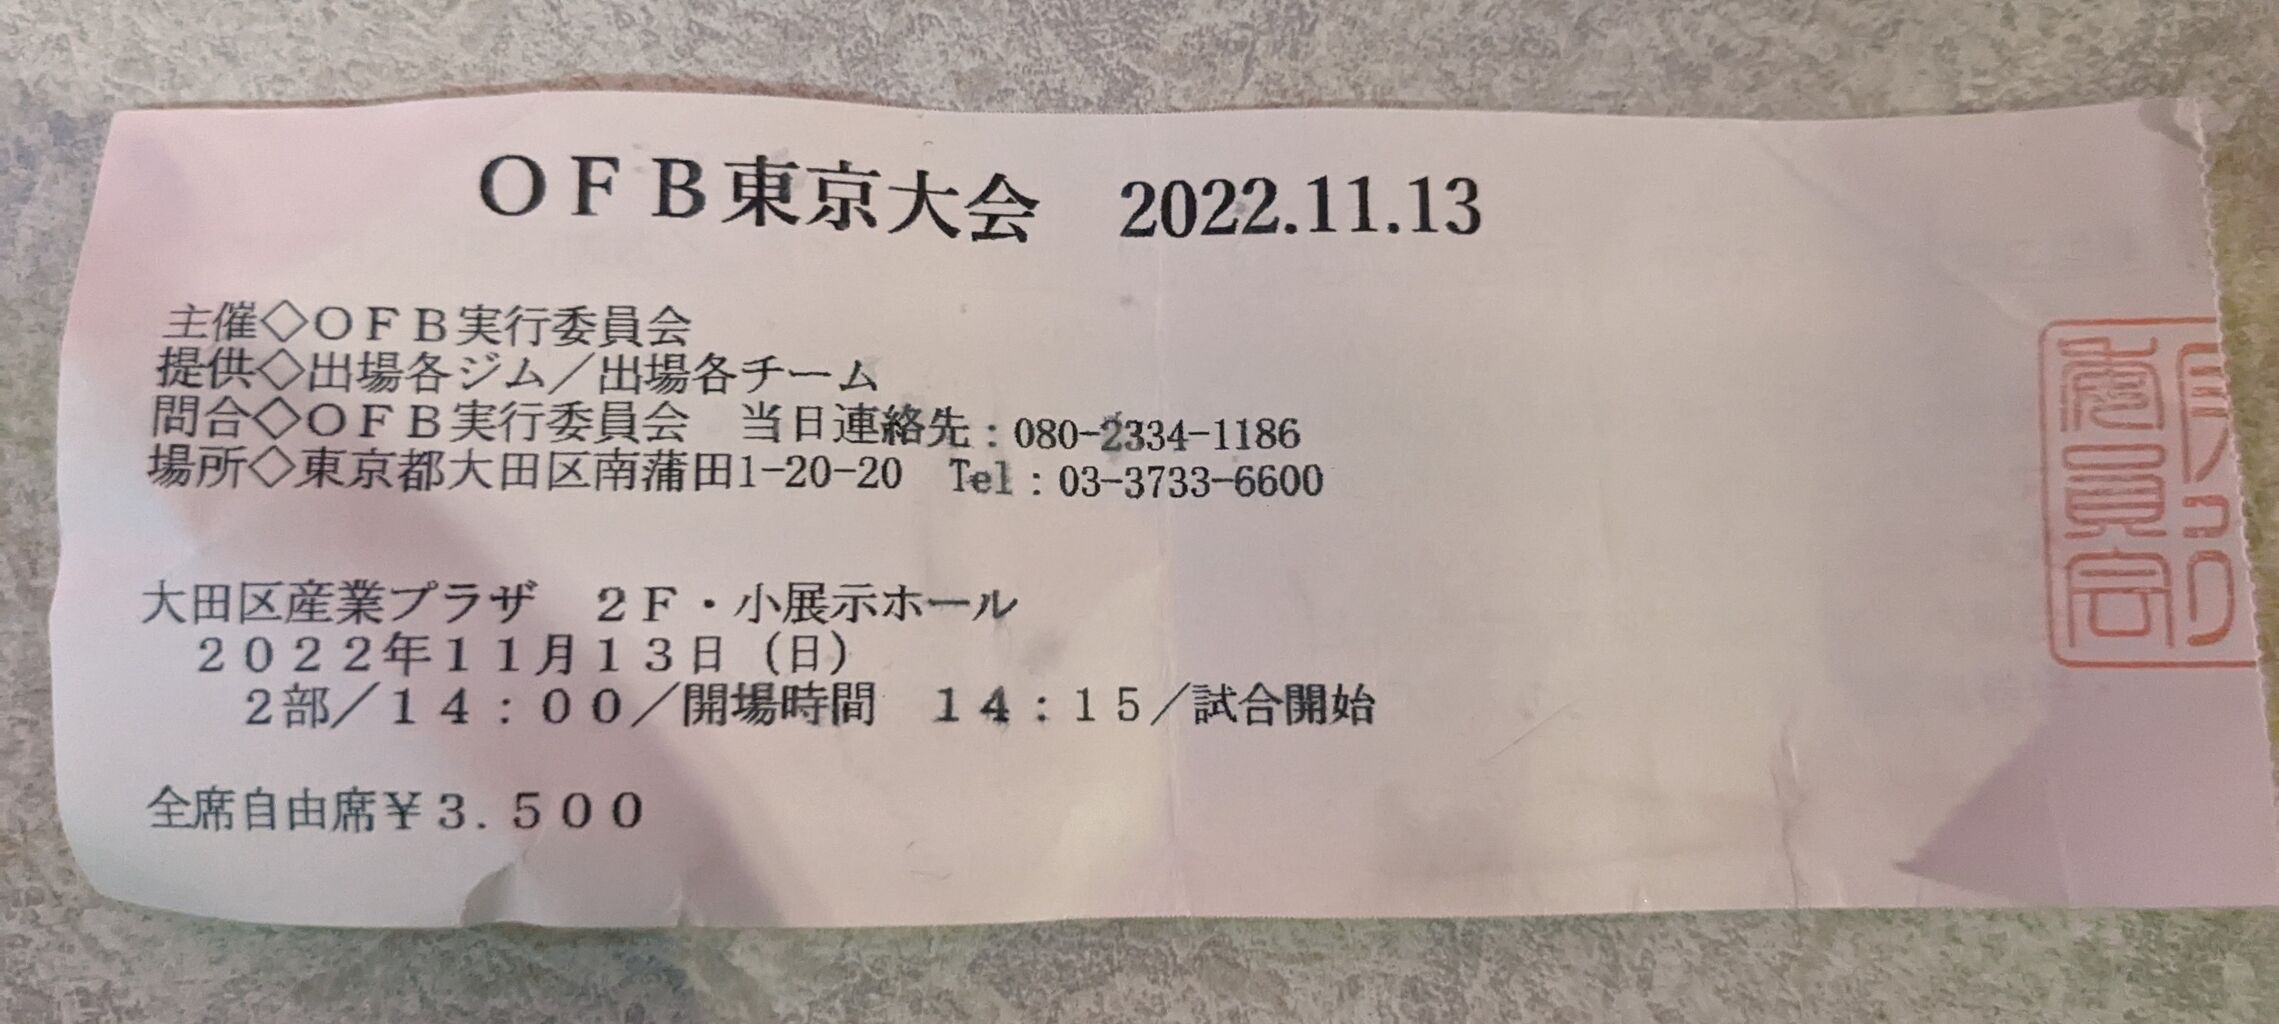 ＯＦＢ東京大会　2022.11.13
主催◇ＯＦＢ実行委員会
提供◇出場各ジム／出場各チーム
問合◇ＯＦＢ実行委員会　当日連絡先：080-2334-1186
場所◇東京都大田区南蒲田1-20-20　Tel：03-3733-6600
大田区産業プラザ　２Ｆ・小展示ホール
２０２２年１１月１３日（日）
２部／１４：００／開場時間　１４：１５／試合開始
全席自由席￥３．５００
委員会